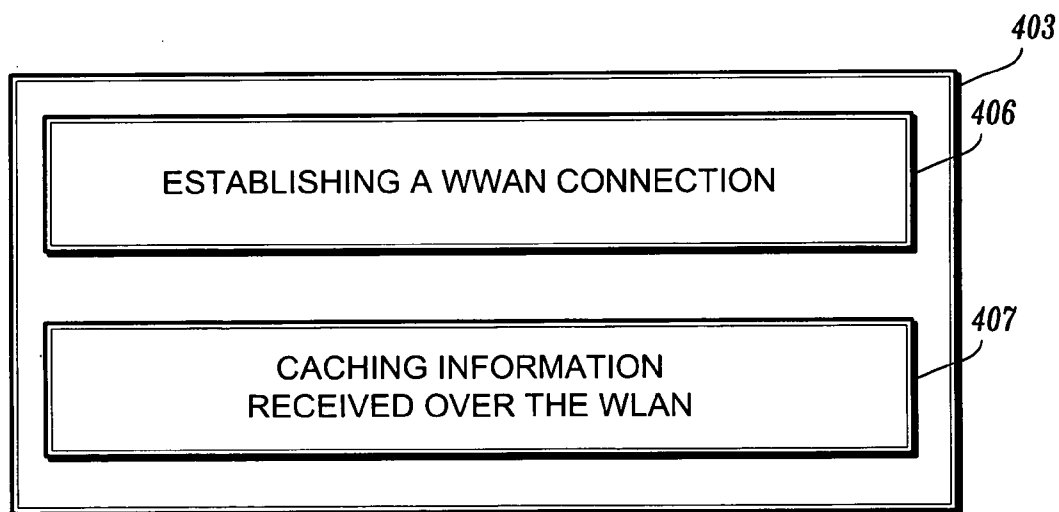 403
406
ESTABLISHING A WWAN CONNECTION
407
CACHING INFORMATION
RECEIVED OVER THE WLAN